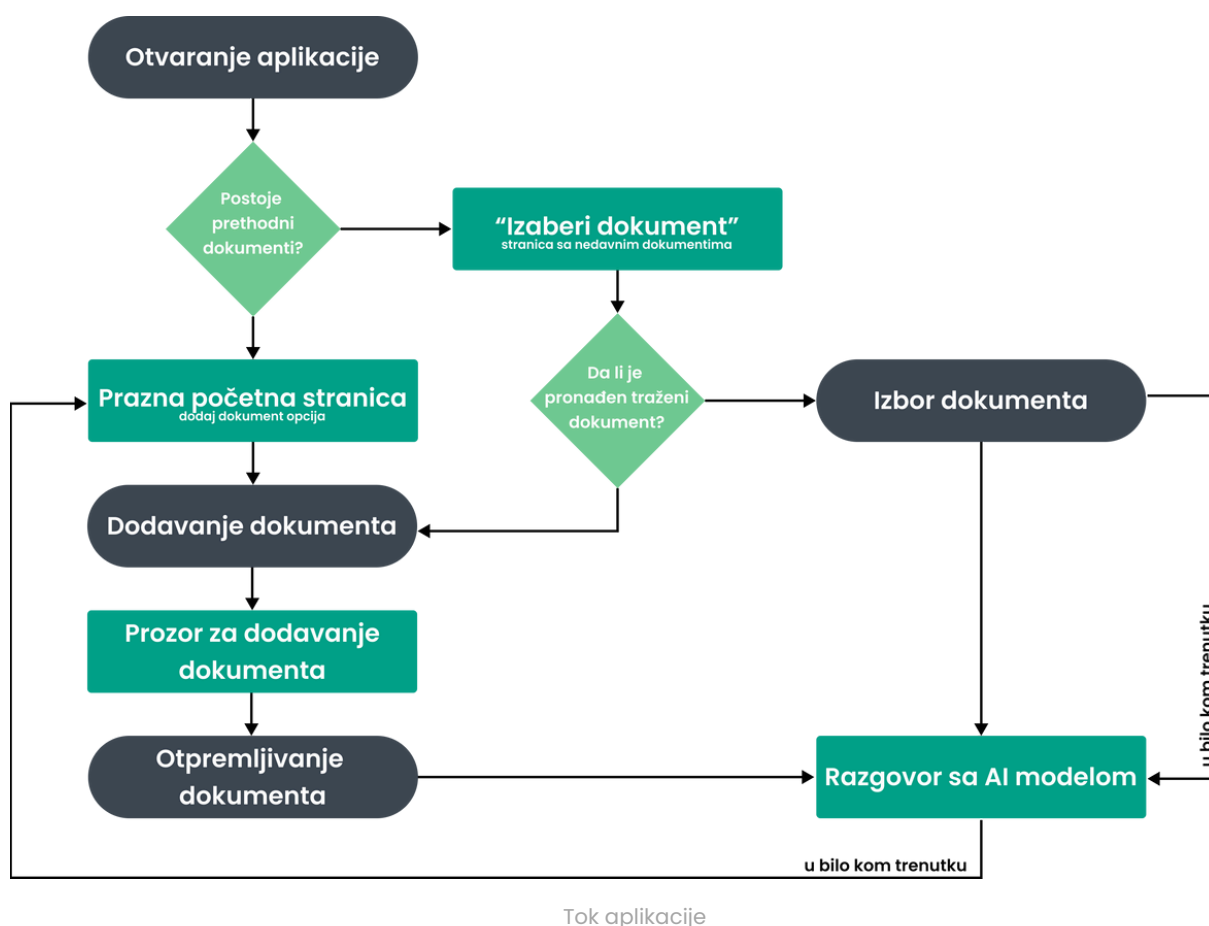 Otvaranje aplikacije
Postoje
prethodni
dokumenti?
“Izaberi dokument”
stranica sa nedavnim dokumentima
Da li je
pronađen traženi
dokument?
Prazna početna stranica
dodaj dokument opcija
Izbor dokumenta
Dodavanje dokumenta
Prozor za dodavanje
dokumenta
u bilo kom trenutku
Otpremljivanje
dokumenta
Razgovor sa AI modelom
u bilo kom trenutku
Tok aplikacije